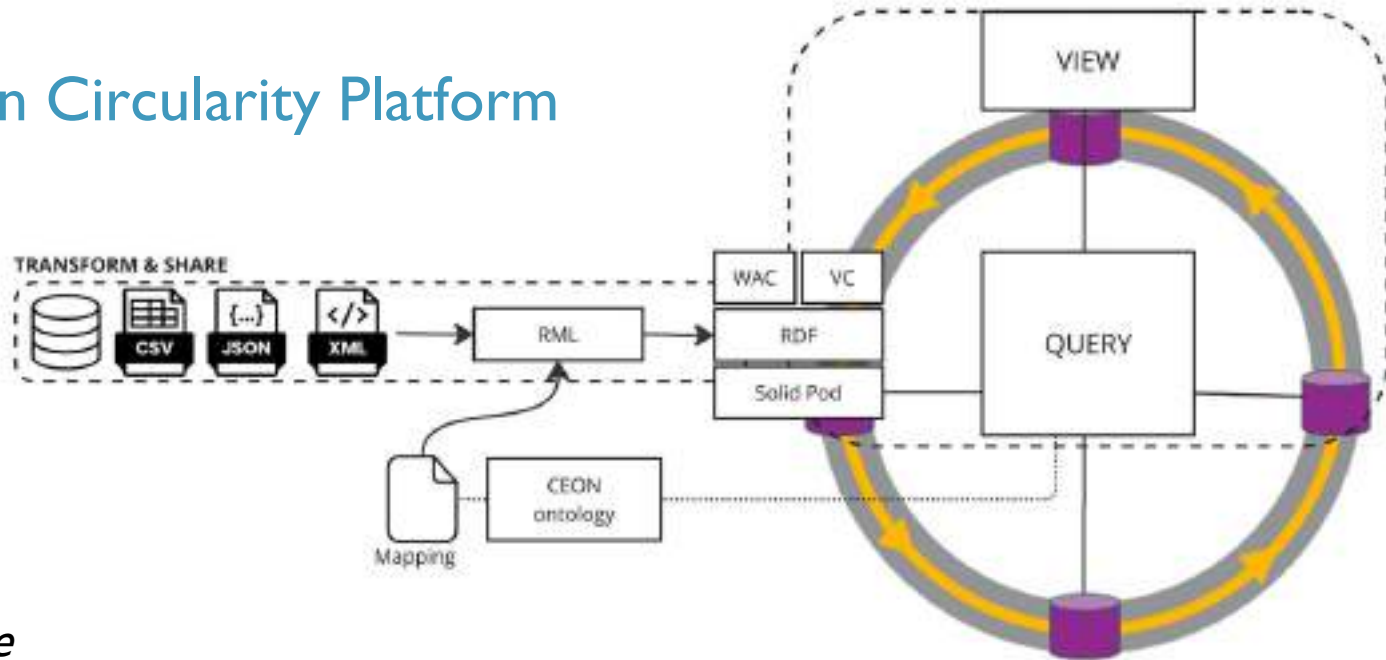 n Circularity Platform
VIEW
TRANSFORM & SHARE
WAC
VC
CSV
{...}
JSON
</>
XML
RML
RDF
QUERY
Solid Pod
CEON
ontology
Mapping
e